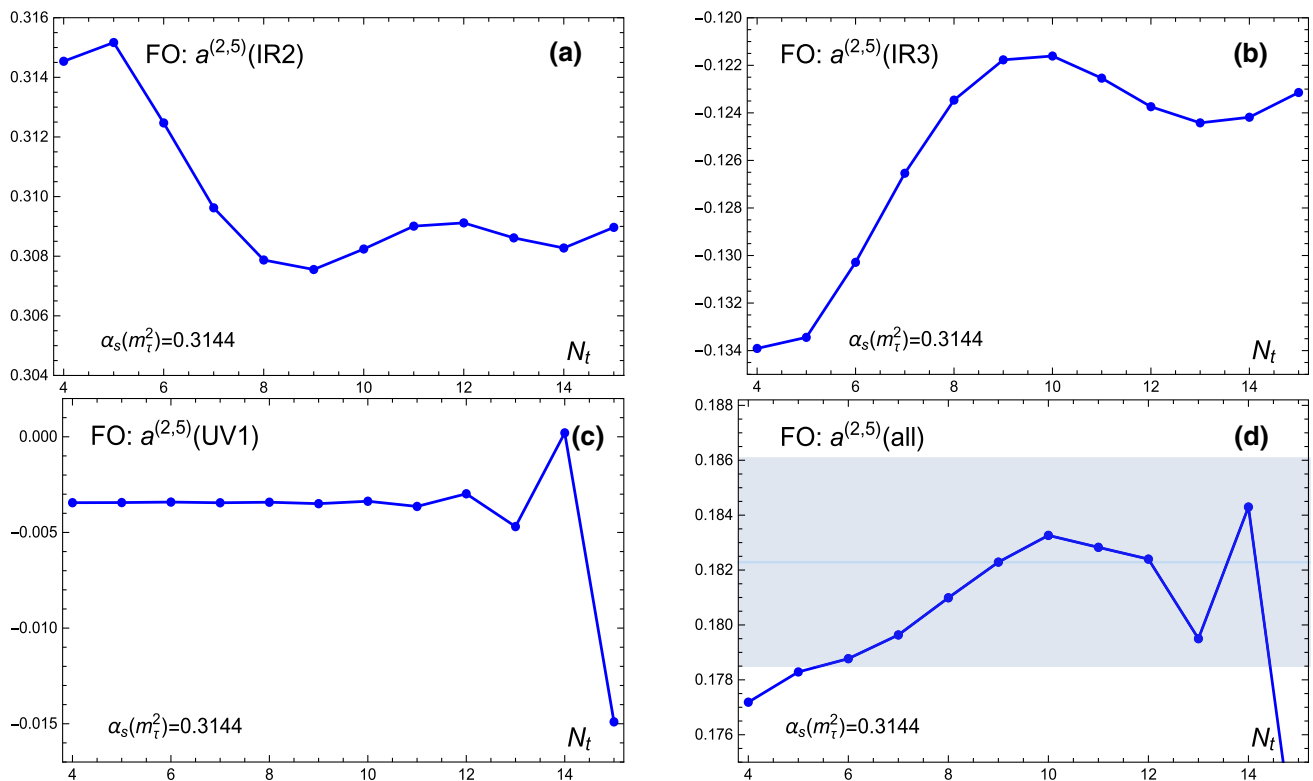 FO: a^(2,5)(IR2)
(a)
0.316
0.314
0.312
0.310
0.308
0.306
0.304
α_s(m_τ^2)=0.3144
N_t
4 6 8 10 12 14
FO: a^(2,5)(IR3)
(b)
−0.120
−0.122
−0.124
−0.126
−0.128
−0.130
−0.132
−0.134
α_s(m_τ^2)=0.3144
N_t
4 6 8 10 12 14
FO: a^(2,5)(UV1)
(c)
0.000
−0.005
−0.010
−0.015
α_s(m_τ^2)=0.3144
N_t
4 6 8 10 12 14
FO: a^(2,5)(all)
(d)
0.188
0.186
0.184
0.182
0.180
0.178
0.176
α_s(m_τ^2)=0.3144
N_t
4 6 8 10 12 14